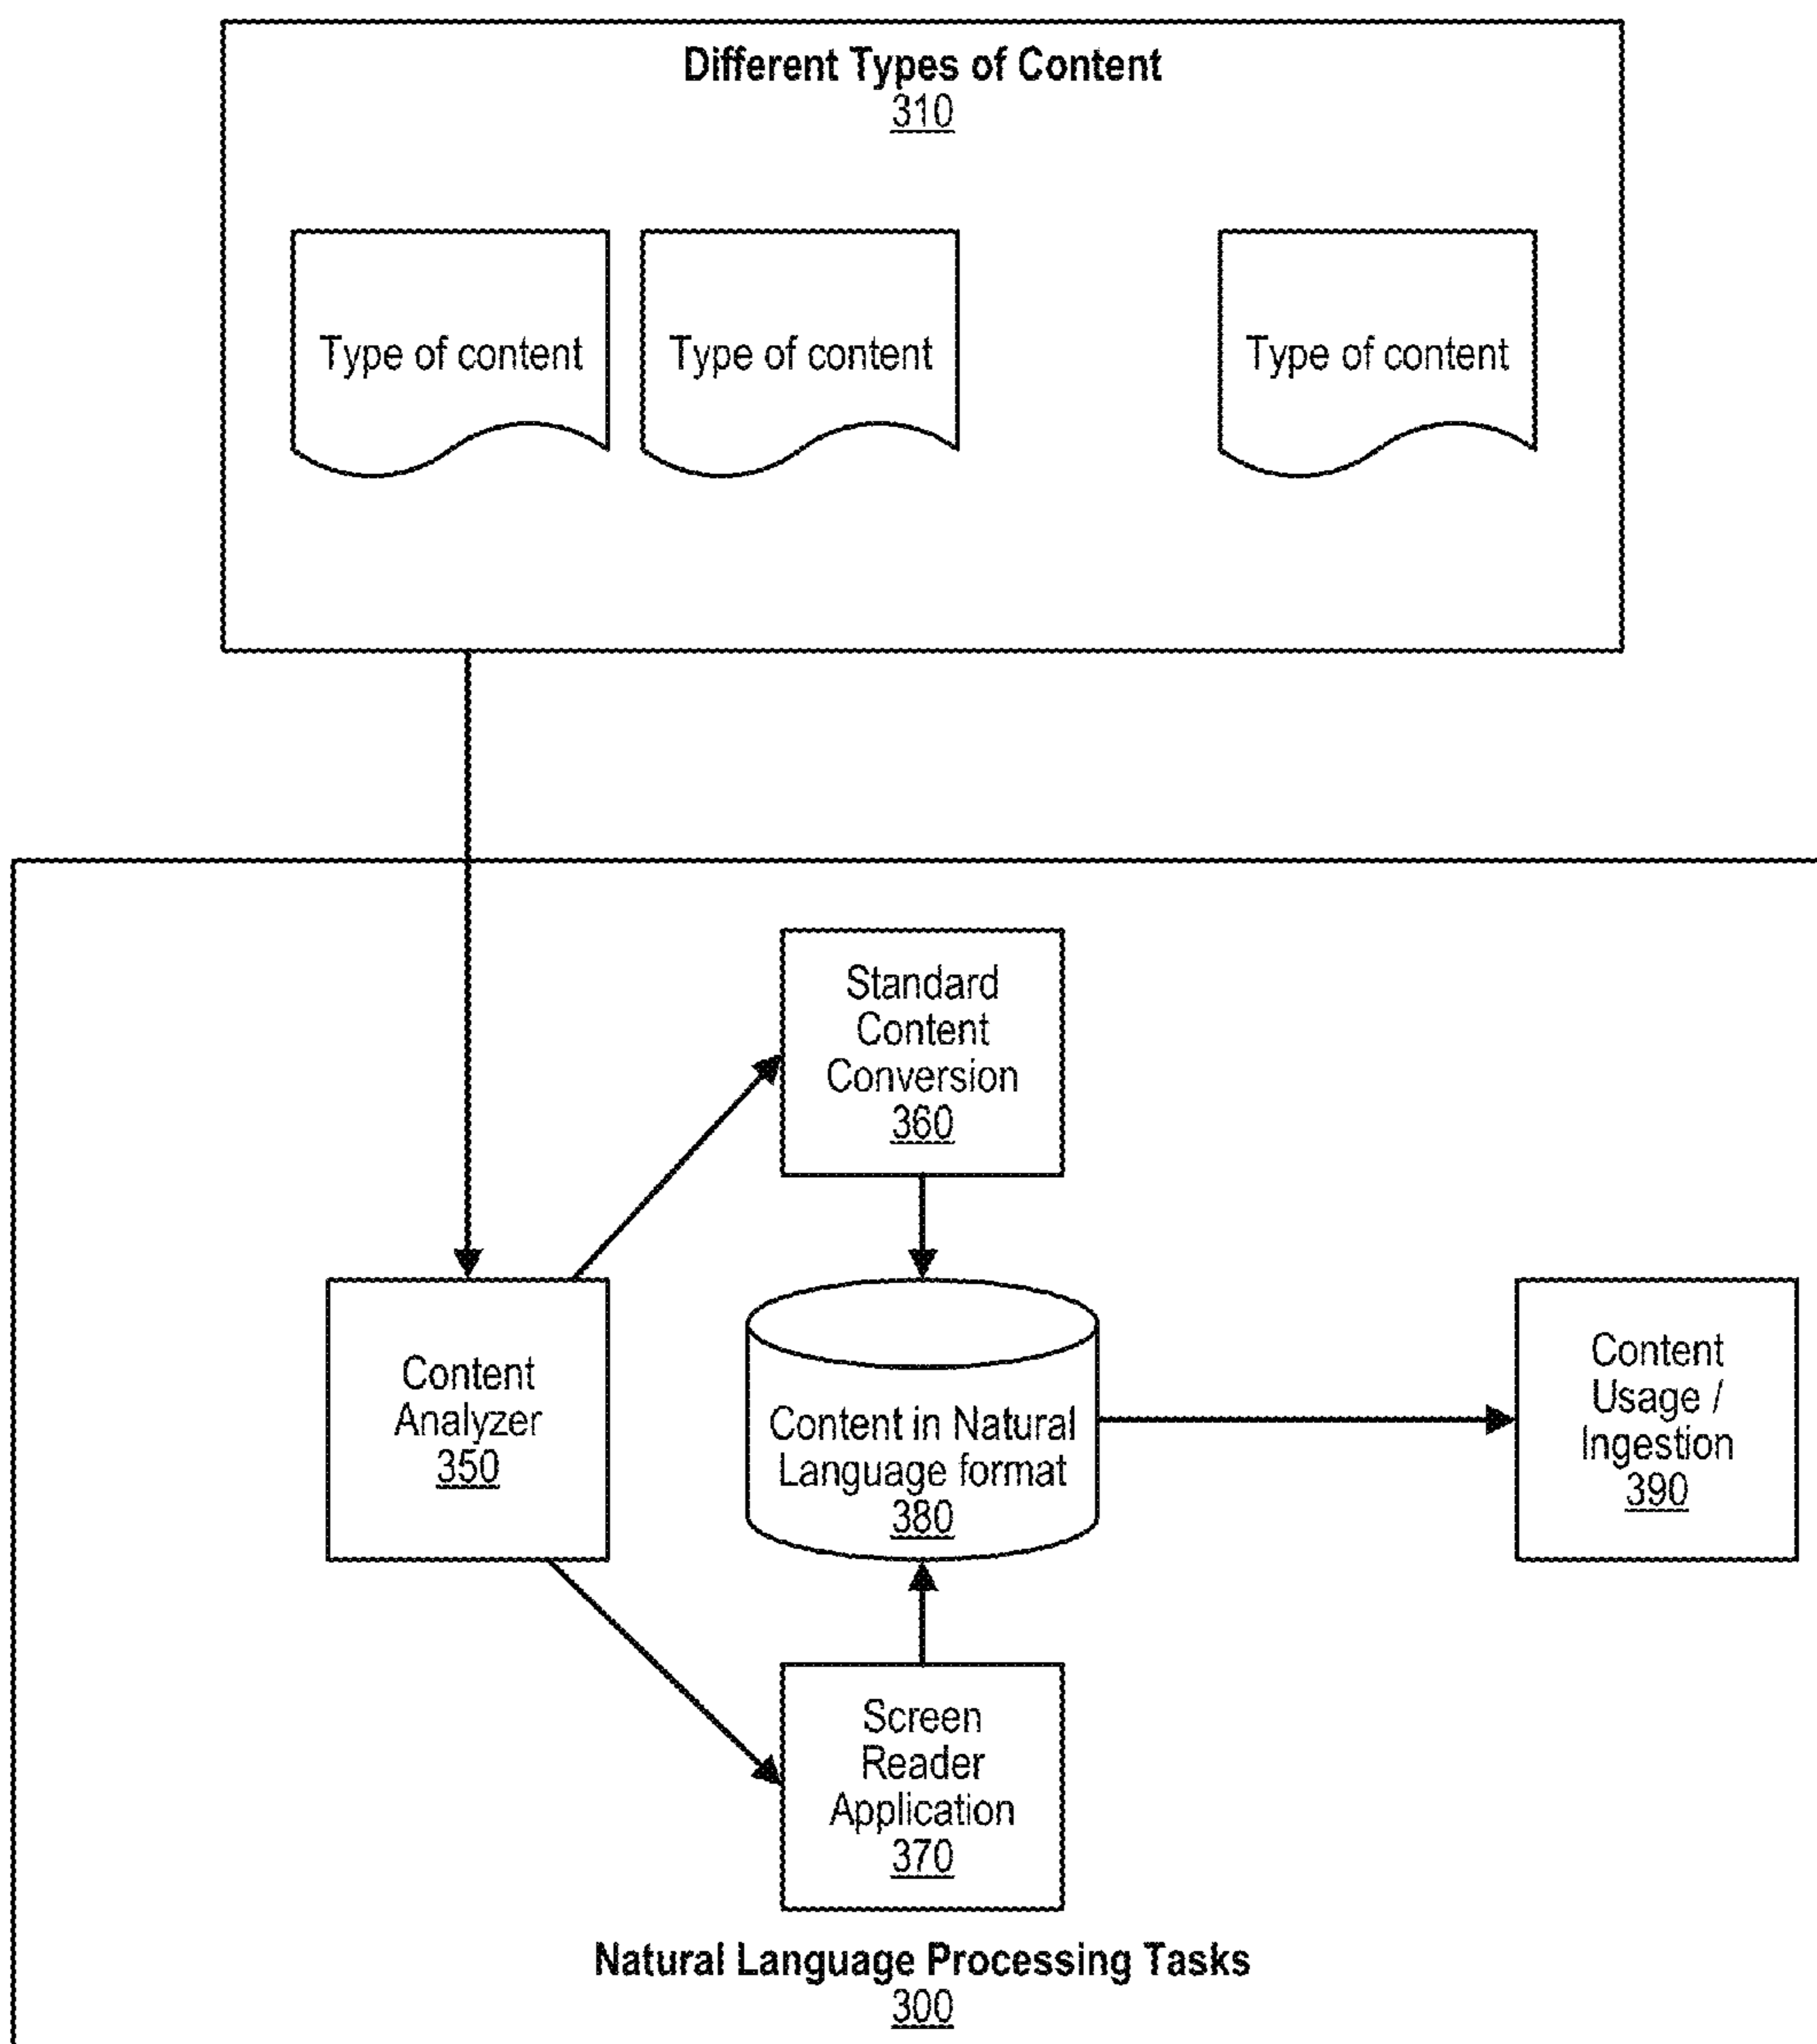 Different Types of Content
310
Type of content
Type of content
Type of content
Standard
Content
Conversion
360
Content
Analyzer
350
Content in Natural
Language format
380
Content
Usage /
Ingestion
390
Screen
Reader
Application
370
Natural Language Processing Tasks
300